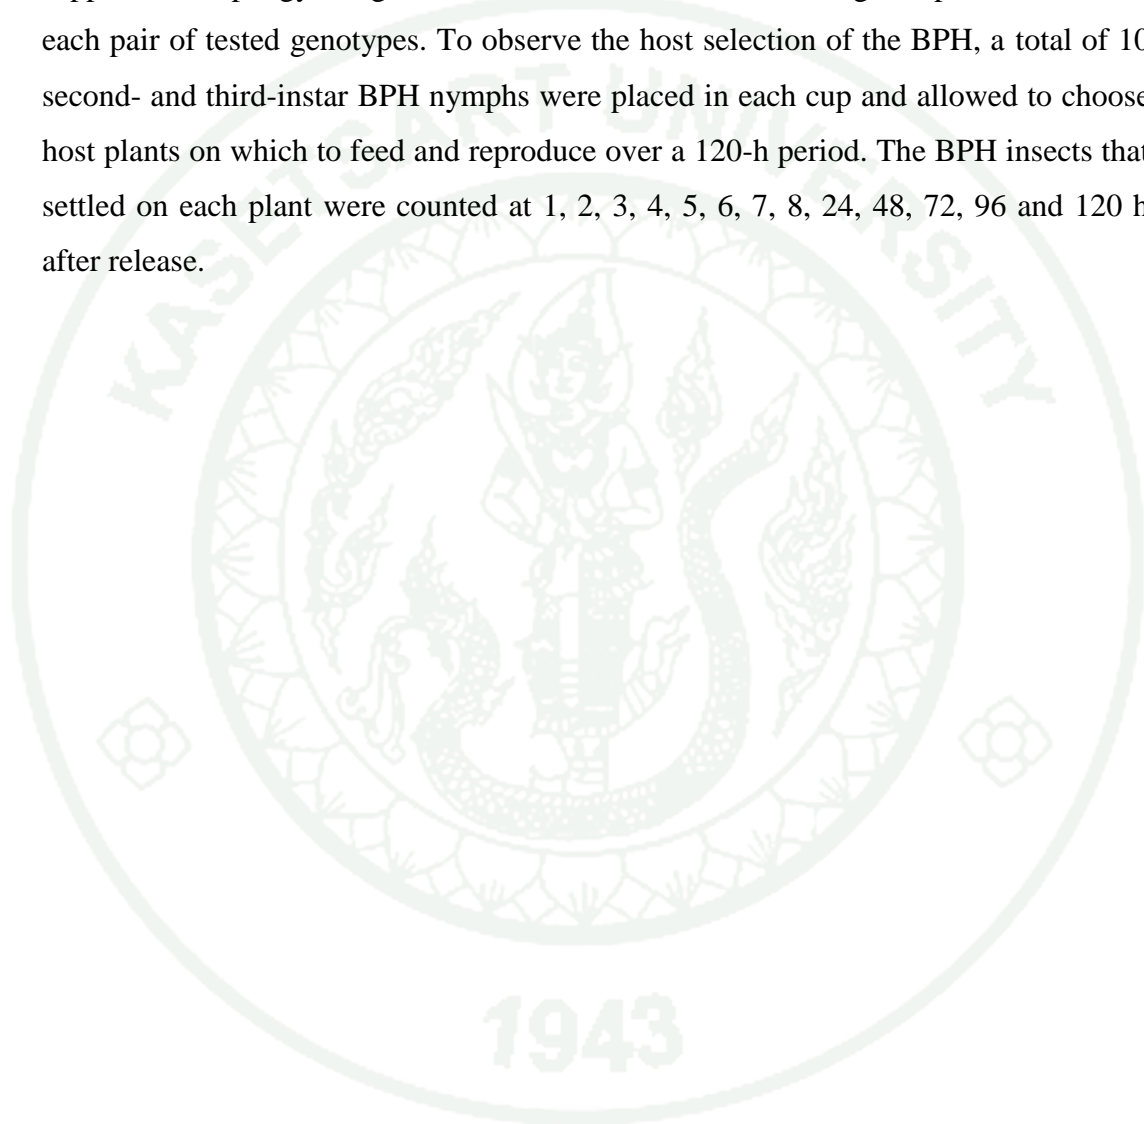 each pair of tested genotypes. To observe the host selection of the BPH, a total of 10
second- and third-instar BPH nymphs were placed in each cup and allowed to choose
host plants on which to feed and reproduce over a 120-h period. The BPH insects that
settled on each plant were counted at 1, 2, 3, 4, 5, 6, 7, 8, 24, 48, 72, 96 and 120 h
after release.
KASETSART UNIVERSITY
1943